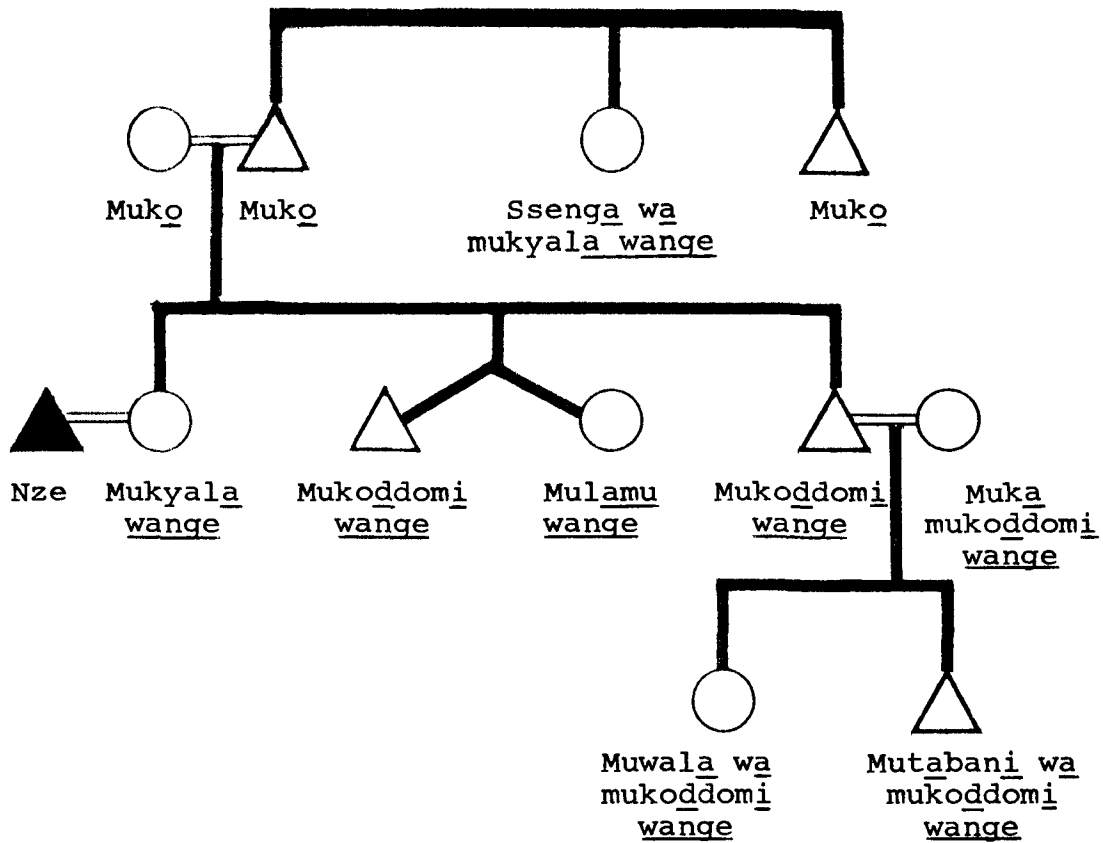 Muko
Muko
Ssenga wa
mukyala wange
Muko
Nze
Mukyala
wange
Mukoddomi
wange
Mulamu
wange
Mukoddomi
wange
Muka
mukoddomi
wange
Muwala wa
mukoddomi
wange
Mutabani wa
mukoddomi
wange